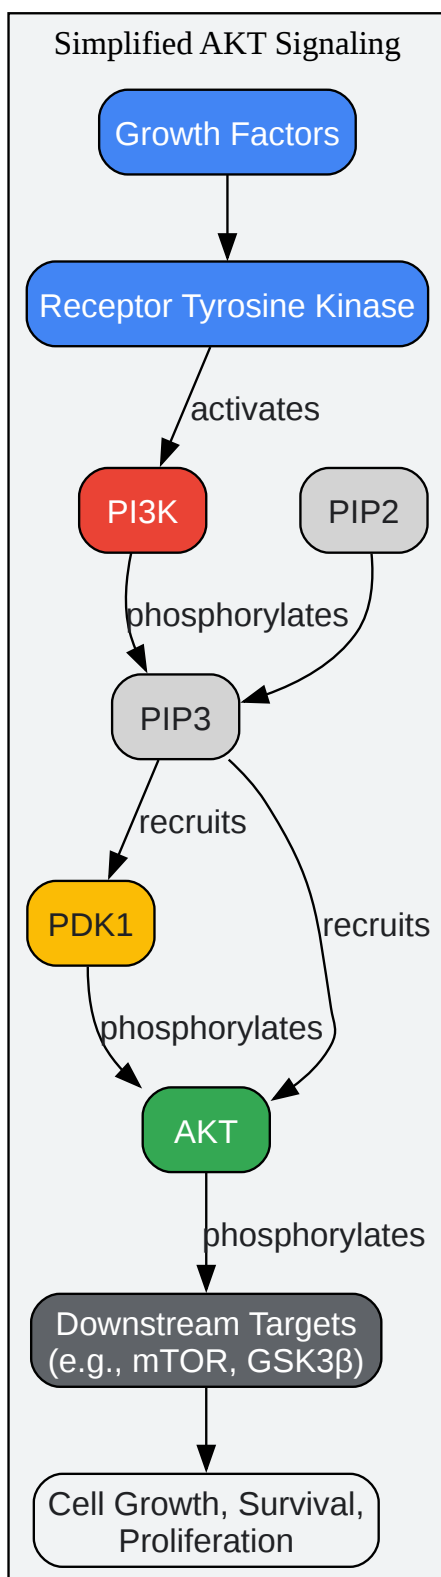 Simplified AKT Signaling
Growth Factors
Receptor Tyrosine Kinase
activates
PI3K
PIP2
phosphorylates
PIP3
recruits
PDK1
recruits
phosphorylates
AKT
phosphorylates
Downstream Targets
(e.g., mTOR, GSK3β)
Cell Growth, Survival,
Proliferation